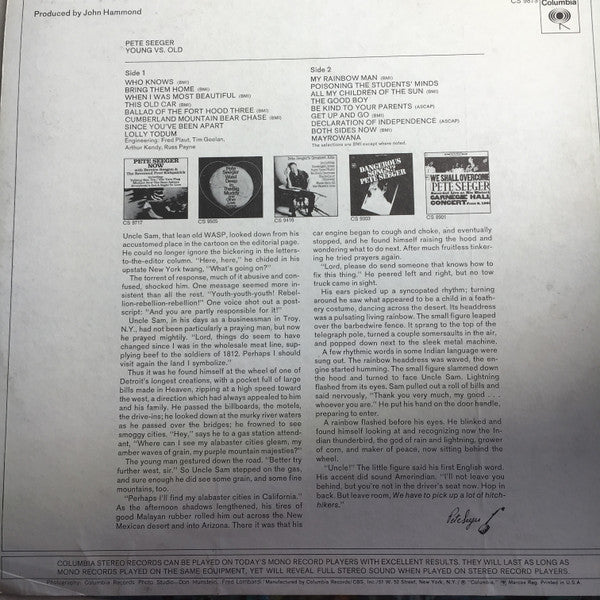 Produced by John Hammond
CS 9873
Columbia
PETE SEEGER
YOUNG VS. OLD
Side 1
WHO KNOWS (BMI)
BRING THEM HOME (BMI)
WHEN I WAS MOST BEAUTIFUL (BMI)
THIS OLD CAR (BMI)
BALLAD OF THE FORT HOOD THREE (BMI)
CUMBERLAND MOUNTAIN BEAR CHASE (BMI)
SINCE YOU'VE BEEN APART
LOLLY TODUM
Engineering: Fred Plaut, Tim Geelan,
Arthur Kendy, Russ Payne
Side 2
MY RAINBOW MAN (BMI)
POISONING THE STUDENTS' MINDS
ALL MY CHILDREN OF THE SUN (BMI)
THE GOOD BOY
BE KIND TO YOUR PARENTS (ASCAP)
GET UP AND GO (BMI)
DECLARATION OF INDEPENDENCE (ASCAP)
BOTH SIDES NOW (BMI)
MAYROWANA
The selections are BMI except where noted.
PETE SEEGER
NOW
CS 9717
CS 9505
Pete Seeger's Greatest Hits
CS 9416
DANGEROUS
SONGS!?
PETE SEEGER
CS 9303
WE SHALL OVERCOME
PETE SEEGER
CARNEGIE HALL
CONCERT
CS 8901
Uncle Sam, that lean old WASP, looked down from his
accustomed place in the cartoon on the editorial page.
He could no longer ignore the bickering in the letters-
to-the-editor column. "Here, here," he chided in his
upstate New York twang, "What's going on?"
The torrent of response, much of it abusive and con-
fused, shocked him. One message seemed more in-
sistent than all the rest. "Youth-youth-youth! Rebel-
lion-rebellion-rebellion!" One voice shot out a post-
script: "And you are partly responsible for it!"
Uncle Sam, in his days as a businessman in Troy,
N.Y., had not been particularly a praying man, but now
he prayed mightily. "Lord, things do seem to have
changed since I was in the wholesale meat line, sup-
plying beef to the soldiers of 1812. Perhaps I should
visit again the land I symbolize."
Thus it was he found himself at the wheel of one of
Detroit's longest creations, with a pocket full of large
bills made in Heaven, zipping at a high speed toward
the west, a direction which had always appealed to him
and his family. He passed the billboards, the motels,
the drive-ins; he looked down at the murky river waters
as he passed over the bridges; he frowned to see
smoggy cities. "Hey," says he to a gas station attend-
ant, "Where can I see my alabaster cities gleam, my
amber waves of grain, my purple mountain majesties?"
The young man gestured down the road. "Better try
further west, sir." So Uncle Sam stepped on the gas,
and sure enough he did see some grain, and some fine
mountains, too.
"Perhaps I'll find my alabaster cities in California."
As the afternoon shadows lengthened, his tires of
good Malayan rubber rolled him out across the New
Mexican desert and into Arizona. There it was that his
car engine began to cough and choke, and eventually
stopped, and he found himself raising the hood and
wondering what to do next. After much fruitless tinker-
ing he tried prayers again.
"Lord, please do send someone that knows how to
fix this thing." He peered left and right, but no tow
truck came in sight.
His ears picked up a syncopated rhythm; turning
around he saw what appeared to be a child in a feath-
ery costume, dancing across the desert. Its headdress
was a pulsating living rainbow. The small figure leaped
over the barbedwire fence. It sprang to the top of the
telegraph pole, turned a couple somersaults in the air,
and popped down next to the sleek metal machine.
A few rhythmic words in some Indian language were
sung out. The rainbow headdress was waved, the en-
gine started humming. The small figure slammed down
the hood and turned to face Uncle Sam. Lightning
flashed from its eyes. Sam pulled out a roll of bills and
said nervously, "Thank you very much, my good . . .
whoever you are." He put his hand on the door handle,
preparing to enter.
A rainbow flashed before his eyes. He blinked and
found himself looking at and recognizing now the In-
dian thunderbird, the god of rain and lightning, grower
of corn, and maker of peace, now sitting behind the
wheel.
"Uncle!" The little figure said his first English word.
His accent did sound Amerindian. "I'll not leave you
behind, but you're not in the driver's seat now. Hop in
back. But leave room, We have to pick up a lot of hitch-
hikers."
Pete Seeger
COLUMBIA STEREO RECORDS CAN BE PLAYED ON TODAY'S MONO RECORD PLAYERS WITH EXCELLENT RESULTS. THEY WILL LAST AS LONG AS
MONO RECORDS PLAYED ON THE SAME EQUIPMENT, YET WILL REVEAL FULL STEREO SOUND WHEN PLAYED ON STEREO RECORD PLAYERS.
Photography: Columbia Records Photo Studio—Don Hunstein, Fred Lombardi/Manufactured by Columbia Records/CBS, Inc./51 W. 52 Street, New York, N.Y./® "Columbia," Marcas Reg. Printed in U.S.A.